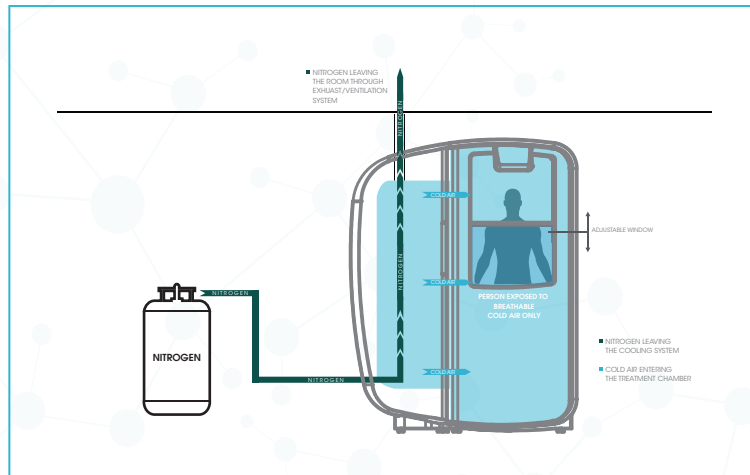 NITROGEN LEAVING
THE ROOM THROUGH
EXHUAST/VENTILATION
SYSTEM
NITROGEN
COLD AIR
ADJUSTABLE WINDOW
NITROGEN
COLD AIR
NITROGEN
PERSON EXPOSED TO
BREATHABLE
COLD AIR ONLY
NITROGEN
NITROGEN LEAVING
THE COOLING SYSTEM
COLD AIR
COLD AIR ENTERING
THE TREATMENT CHAMBER
NITROGEN